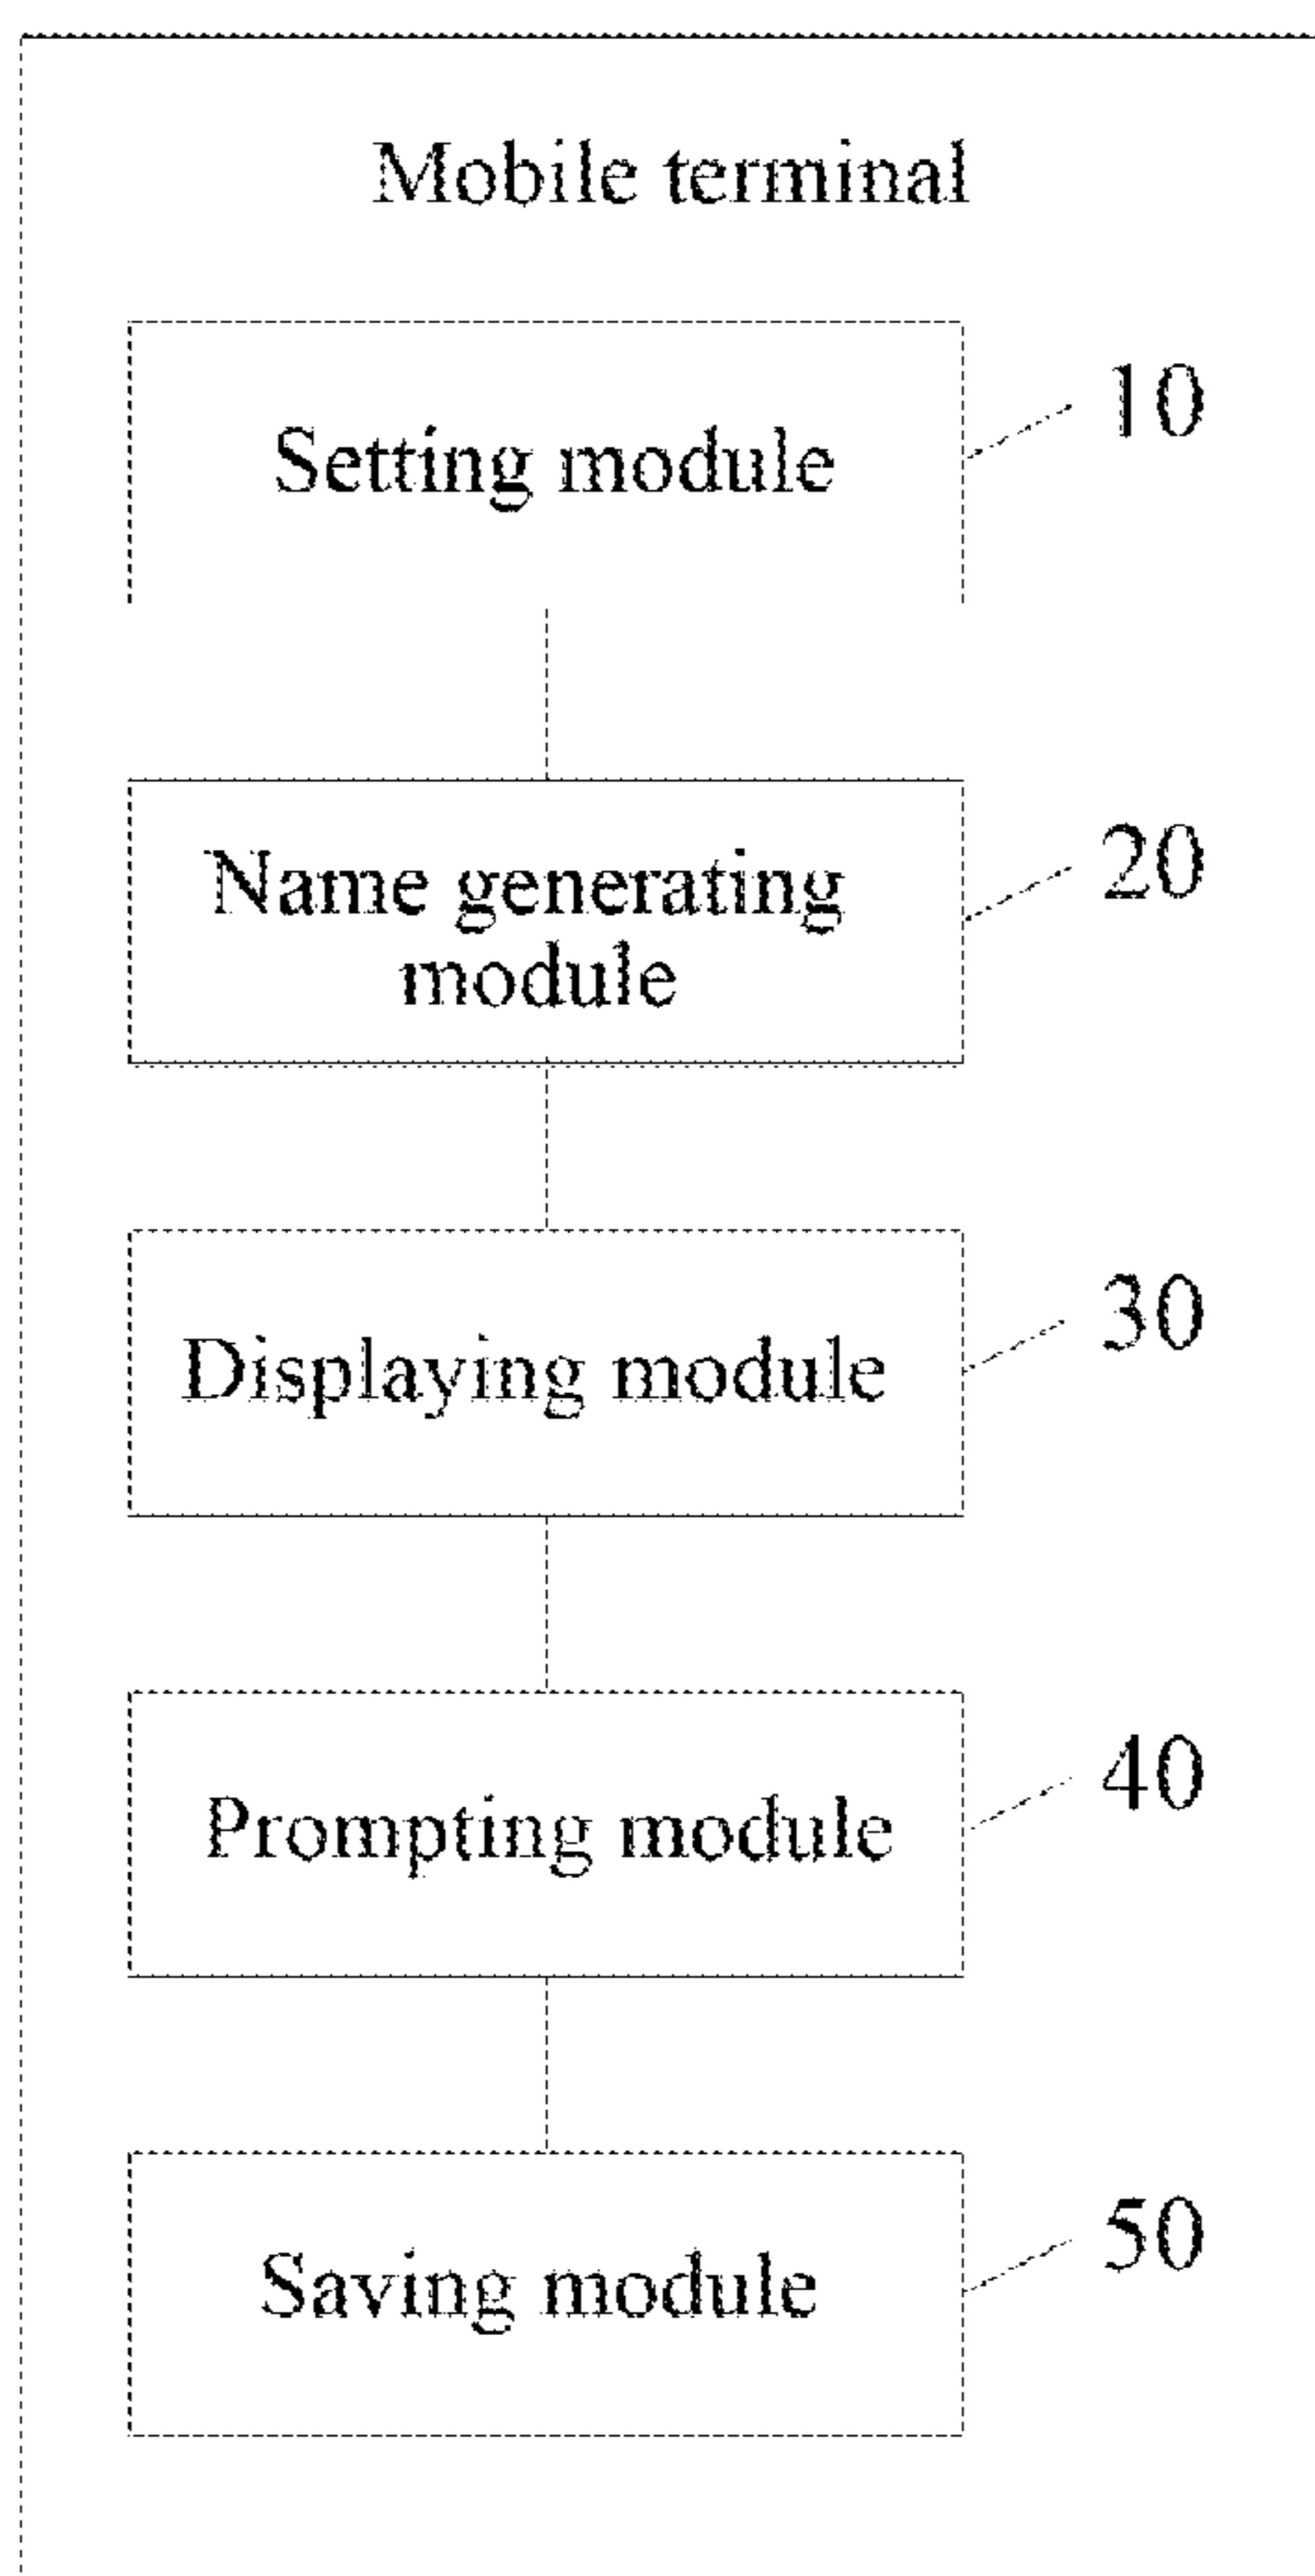 Mobile terminal
Setting module
10
Name generating
module
20
Displaying module
30
Prompting module
40
Saving module
50